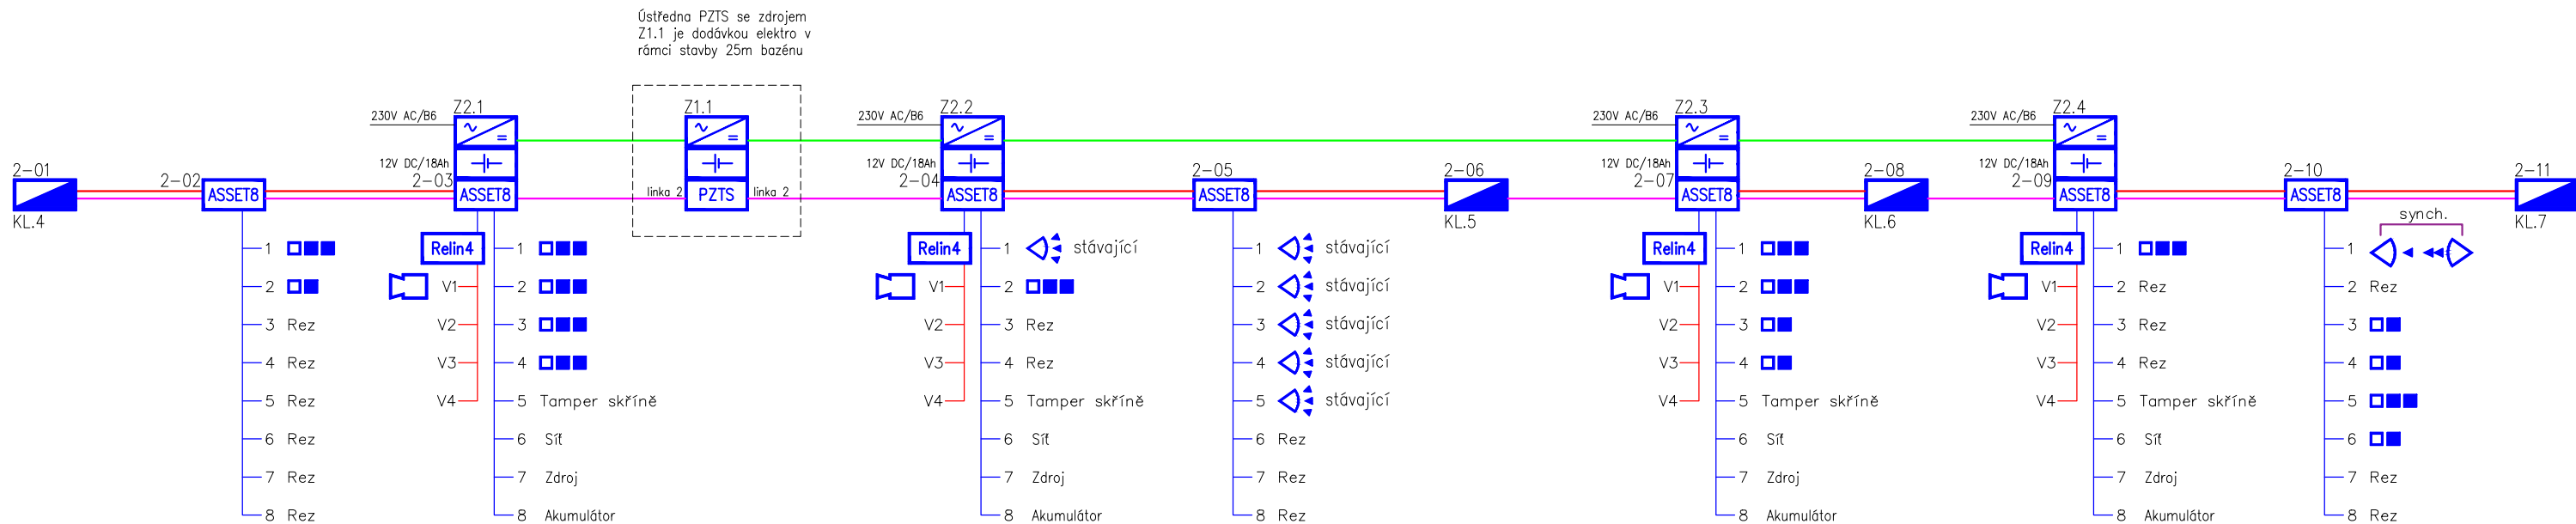 Ústředna PZTS se zdrojem
Z1.1 je dodávkou elektro v
rámci stavby 25m bazénu
2-01
KL.4
2-02
ASSET8
1
2
3 Rez
4 Rez
5 Rez
6 Rez
7 Rez
8 Rez
Z2.1
230V AC/B6
12V DC/18Ah
2-03
ASSET8
Relin4
V1
V2
V3
V4
1
2
3
4
5 Tamper skříně
6 Síť
7 Zdroj
8 Akumulátor
Z1.1
linka 2
PZTS
linka 2
Z2.2
230V AC/B6
12V DC/18Ah
2-04
ASSET8
Relin4
V1
V2
V3
V4
1 stávající
2
3 Rez
4 Rez
5 Tamper skříně
6 Síť
7 Zdroj
8 Akumulátor
2-05
ASSET8
1 stávající
2 stávající
3 stávající
4 stávající
5 stávající
6 Rez
7 Rez
8 Rez
2-06
KL.5
Z2.3
230V AC/B6
12V DC/18Ah
2-07
ASSET8
Relin4
V1
V2
V3
V4
1
2
3
4
5 Tamper skříně
6 Síť
7 Zdroj
8 Akumulátor
2-08
KL.6
Z2.4
230V AC/B6
12V DC/18Ah
2-09
ASSET8
Relin4
V1
V2
V3
V4
1
2 Rez
3 Rez
4 Rez
5 Tamper skříně
6 Síť
7 Zdroj
8 Akumulátor
2-10
ASSET8
synch.
1
2 Rez
3
4
5
6
7 Rez
8 Rez
2-11
KL.7